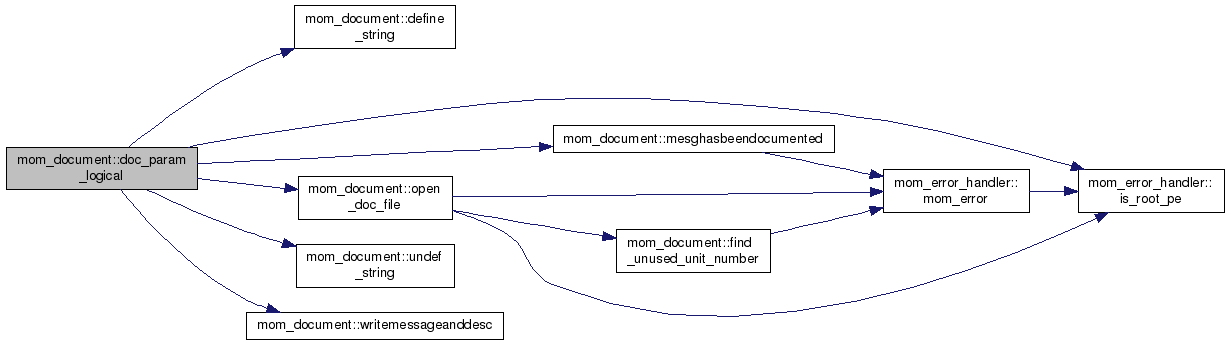 mom_document::define
_string
mom_document::doc_param
_logical
mom_document::mesghasbeendocumented
mom_document::open
_doc_file
mom_error_handler::
mom_error
mom_error_handler::
is_root_pe
mom_document::find
_unused_unit_number
mom_document::undef
_string
mom_document::writemessageanddesc